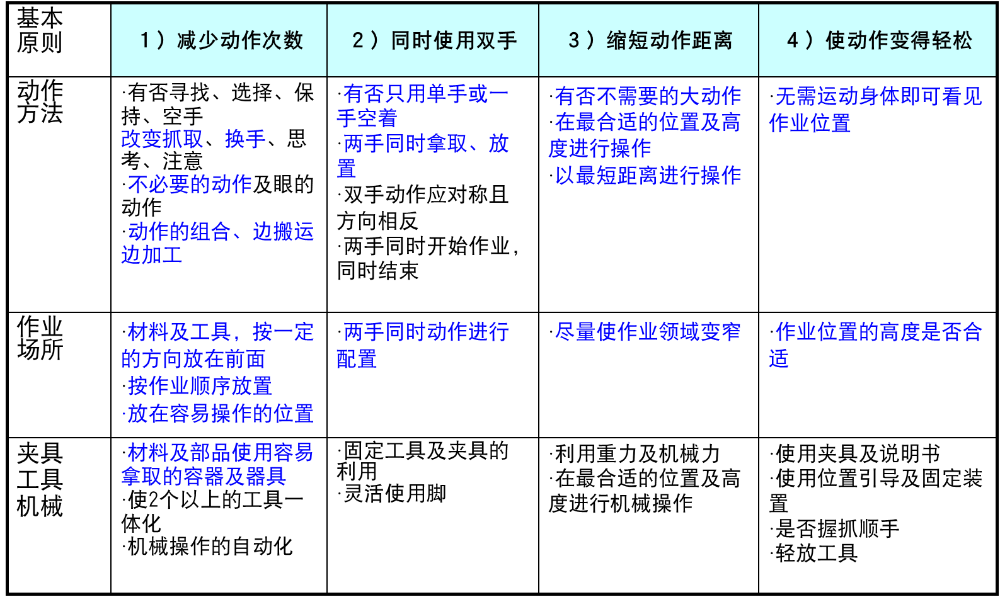 基本
原则
1）减少动作次数
2）同时使用双手
3）缩短动作距离
4）使动作变得轻松
动作
方法
·有否寻找、选择、保
持、空手
改变抓取、换手、思
考、注意
·不必要的动作及眼的
动作
·动作的组合、边搬运
边加工
·有否只用单手或一
手空着
·两手同时拿取、放
置
·双手动作应对称且
方向相反
·两手同时开始作业，
同时结束
·有否不需要的大动作
·在最合适的位置及高
度进行操作
·以最短距离进行操作
·无需运动身体即可看见
作业位置
作业
场所
·材料及工具，按一定
的方向放在前面
·按作业顺序放置
·放在容易操作的位置
·两手同时动作进行
配置
·尽量使作业领域变窄
·作业位置的高度是否合
适
夹具
工具
机械
·材料及部品使用容易
拿取的容器及器具
·使2个以上的工具一
体化
·机械操作的自动化
·固定工具及夹具的
利用
·灵活使用脚
·利用重力及机械力
·在最合适的位置及高
度进行机械操作
·使用夹具及说明书
·使用位置引导及固定装
置
·是否握抓顺手
·轻放工具